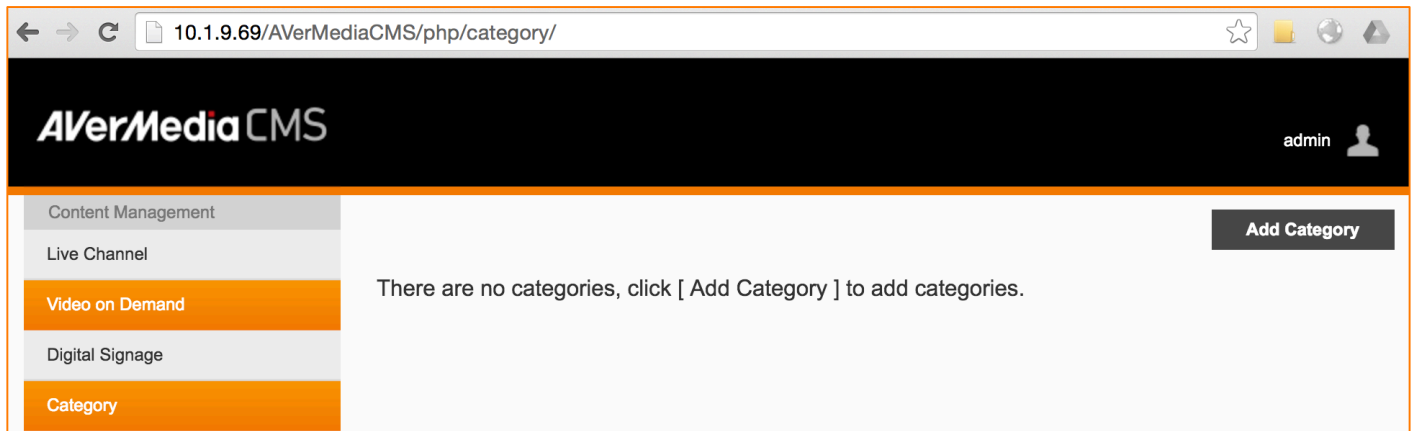 10.1.9.69/AVerMediaCMS/php/category/
AVerMedia CMS
admin
Content Management
Add Category
Live Channel
There are no categories, click [ Add Category ] to add categories.
Video on Demand
Digital Signage
Category